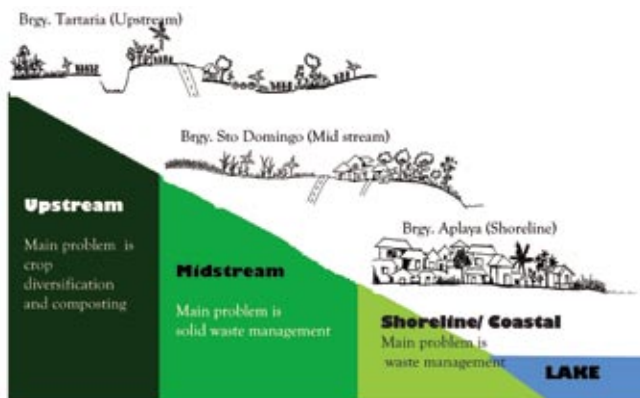 Brgy. Tartaria (Upstream)
Brgy. Sto Domingo (Mid stream)
Brgy. Aplaya (Shoreline)
Upstream
Main problem is
crop
diversification
and composting
Midstream
Main problem is
solid waste management
Shoreline/ Coastal
Main problem is
waste management
LAKE